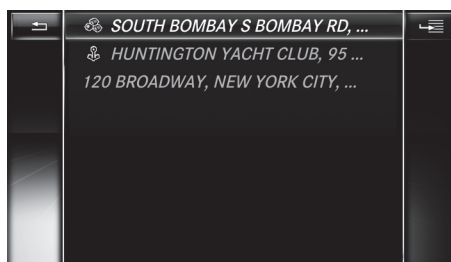 SOUTH BOMBAY S BOMBAY RD, ...
HUNTINGTON YACHT CLUB, 95 ...
120 BROADWAY, NEW YORK CITY, ...